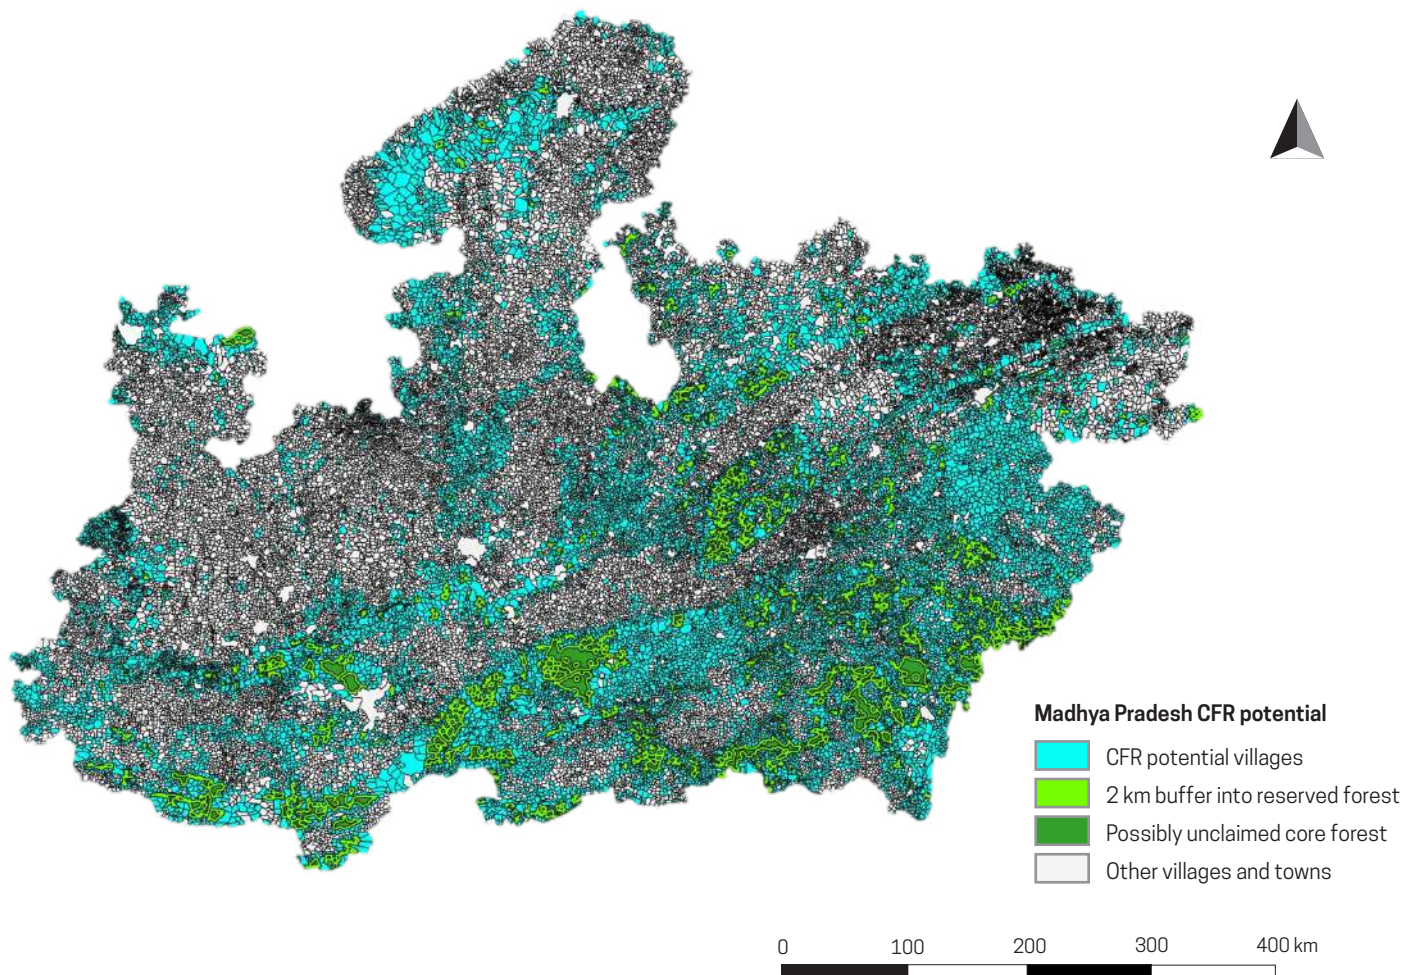 Madhya Pradesh CFR potential
CFR potential villages
2 km buffer into reserved forest
Possibly unclaimed core forest
Other villages and towns
0 100 200 300 400 km